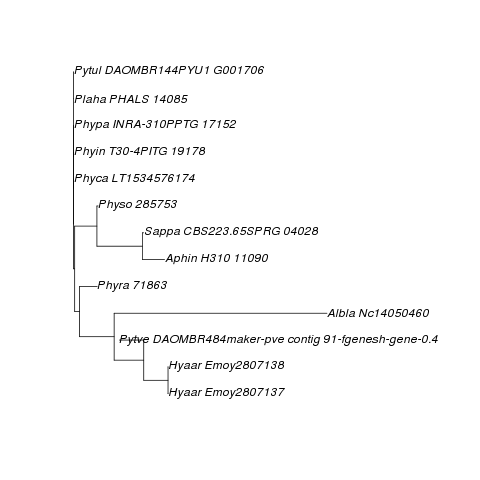 Pytul DAOMBR144PYU1 G001706
Plaha PHALS 14085
Phypa INRA-310PPTG 17152
Phyin T30-4PITG 19178
Phyca LT1534576174
Physo 285753
Sappa CBS223.65SPRG 04028
Aphin H310 11090
Phyra 71863
Albla Nc14050460
Pytve DAOMBR484maker-pve contig 91-fgenesh-gene-0.4
Hyaar Emoy2807138
Hyaar Emoy2807137